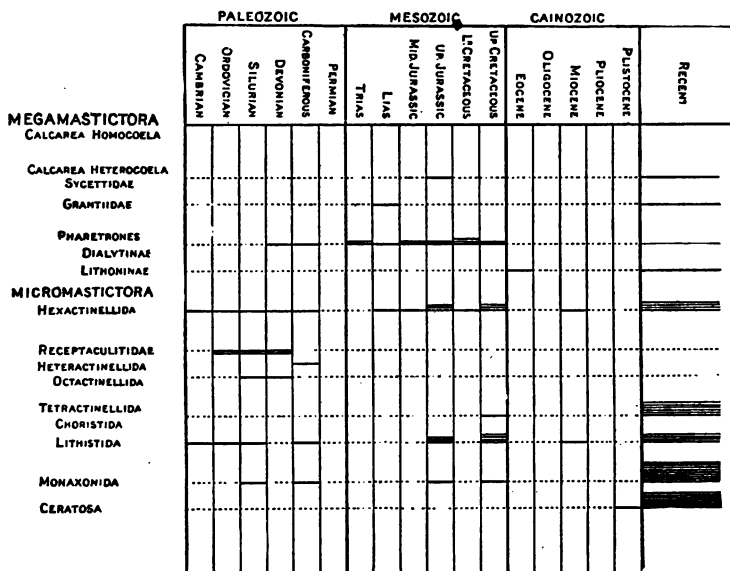 PALEOZOIC MESOZOIC CAINOZOIC
CAMBRIAN
ORDOVICIAN
SILURIAN
DEVONIAN
CARBONIFEROUS
PERMIAN
TRIAS
LIAS
MID. JURASSIC
UP. JURASSIC
Lr. CRETACEOUS
UP. CRETACEOUS
EOCENE
OLIGOCENE
MIOCENE
PLIOCENE
PLISTOCENE
RECENT
MEGAMASTICTORA
CALCAREA HOMOCOELA
CALCAREA HETEROCOELA
SYCETTIDAE
GRANTIIDAE
PHARETRONES
DIALYTINAE
LITHONINAE
MICROMASTICTORA
HEXACTINELLIDA
RECEPTACULITIDAE
HETERACTINELLIDA
OCTACTINELLIDA
TETRACTINELLIDA
CHORISTIDA
LITHISTIDA
MONAXONIDA
CERATOSA